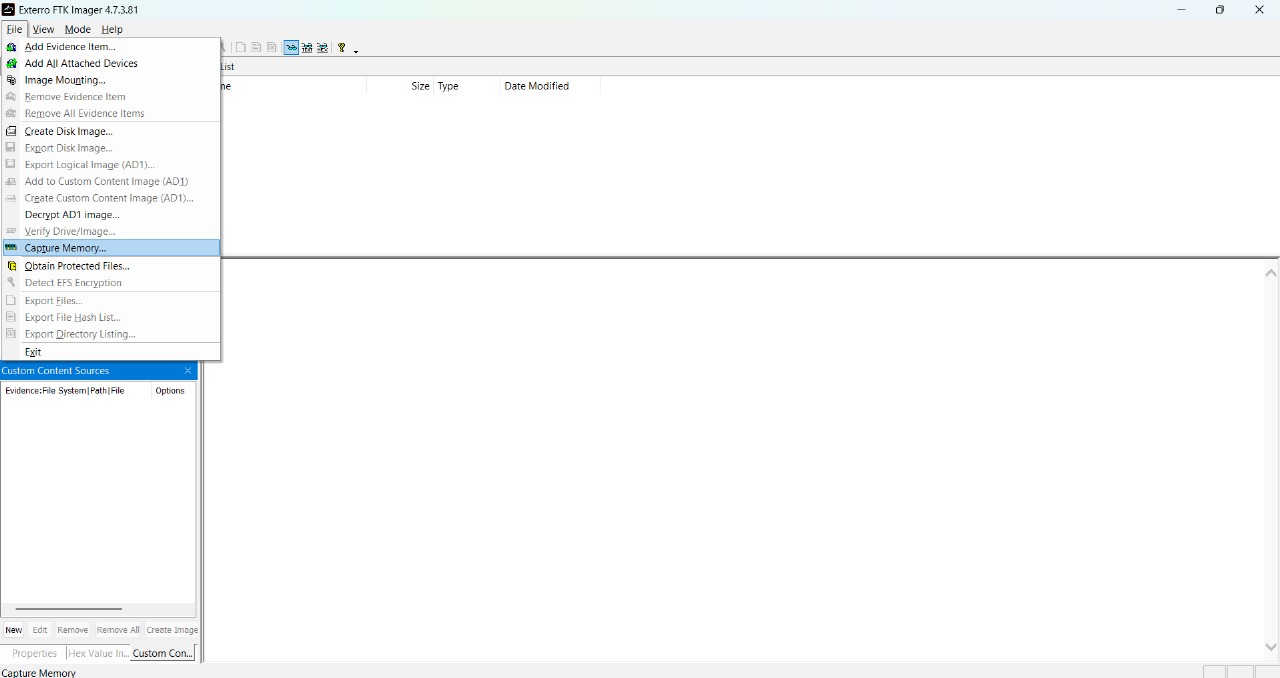 Exterro FTK Imager 4.7.3.81
File View Mode Help
Add Evidence Item...
Add All Attached Devices
Image Mounting...
Remove Evidence Item
Remove All Evidence Items
Create Disk Image...
Export Disk Image...
Export Logical Image (AD1)...
Add to Custom Content Image (AD1)
Create Custom Content Image (AD1)...
Decrypt AD1 image...
Verify Drive/Image...
Capture Memory...
Obtain Protected Files...
Detect EFS Encryption
Export Files...
Export File Hash List...
Export Directory Listing...
Exit
List
me Size Type Date Modified
Custom Content Sources
Evidence:File System|Path|File Options
New Edit Remove Remove All Create Image
Properties Hex Value In... Custom Con...
Capture Memory